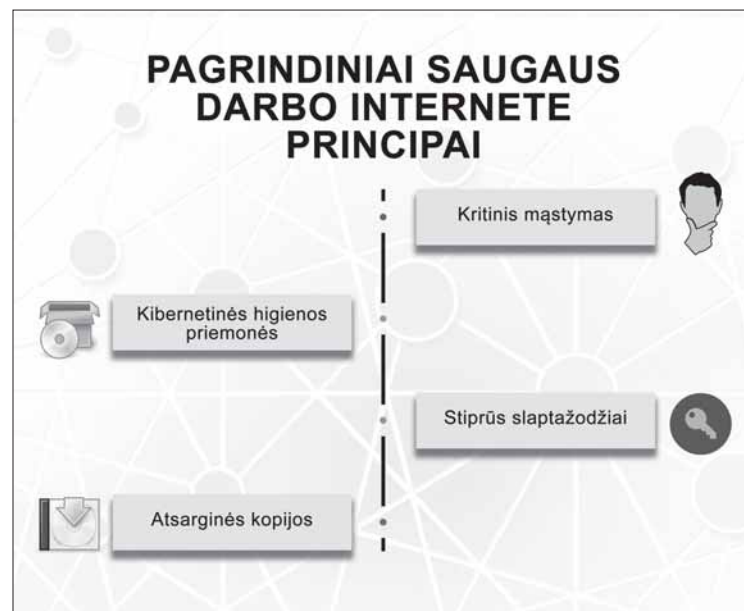 PAGRINDINIAI SAUGAUS
DARBO INTERNETE
PRINCIPAI
Kritinis mąstymas
Kibernetinės higienos
priemonės
Stiprūs slaptažodžiai
Atsarginės kopijos